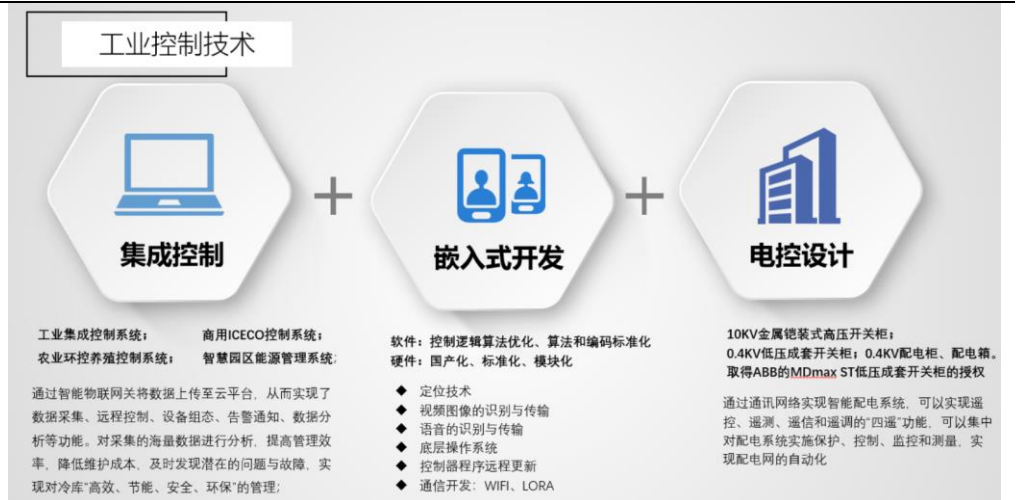 工业控制技术
集成控制
嵌入式开发
电控设计
工业集成控制系统； 商用ICECO控制系统；
农业环控养殖控制系统； 智慧园区能源管理系统；
通过智能物联网关将数据上传至云平台，从而实现了
数据采集、远程控制、设备组态、告警通知、数据分
析等功能。对采集的海量数据进行分析，提高管理效
率，降低维护成本，及时发现潜在的问题与故障，实
现对冷库“高效、节能、安全、环保”的管理；
软件：控制逻辑算法优化、算法和编码标准化
硬件：国产化、标准化、模块化
◆ 定位技术
◆ 视频图像的识别与传输
◆ 语音的识别与传输
◆ 底层操作系统
◆ 控制器程序远程更新
◆ 通信开发：WIFI、LORA
10KV金属铠装式高压开关柜；
0.4KV低压成套开关柜；0.4KV配电柜、配电箱。
取得ABB的MDmax ST低压成套开关柜的授权
通过通讯网络实现智能配电系统，可以实现遥
控、遥测、遥信和遥调的“四遥”功能，可以集中
对配电系统实施保护、控制、监控和测量，实
现配电网的自动化